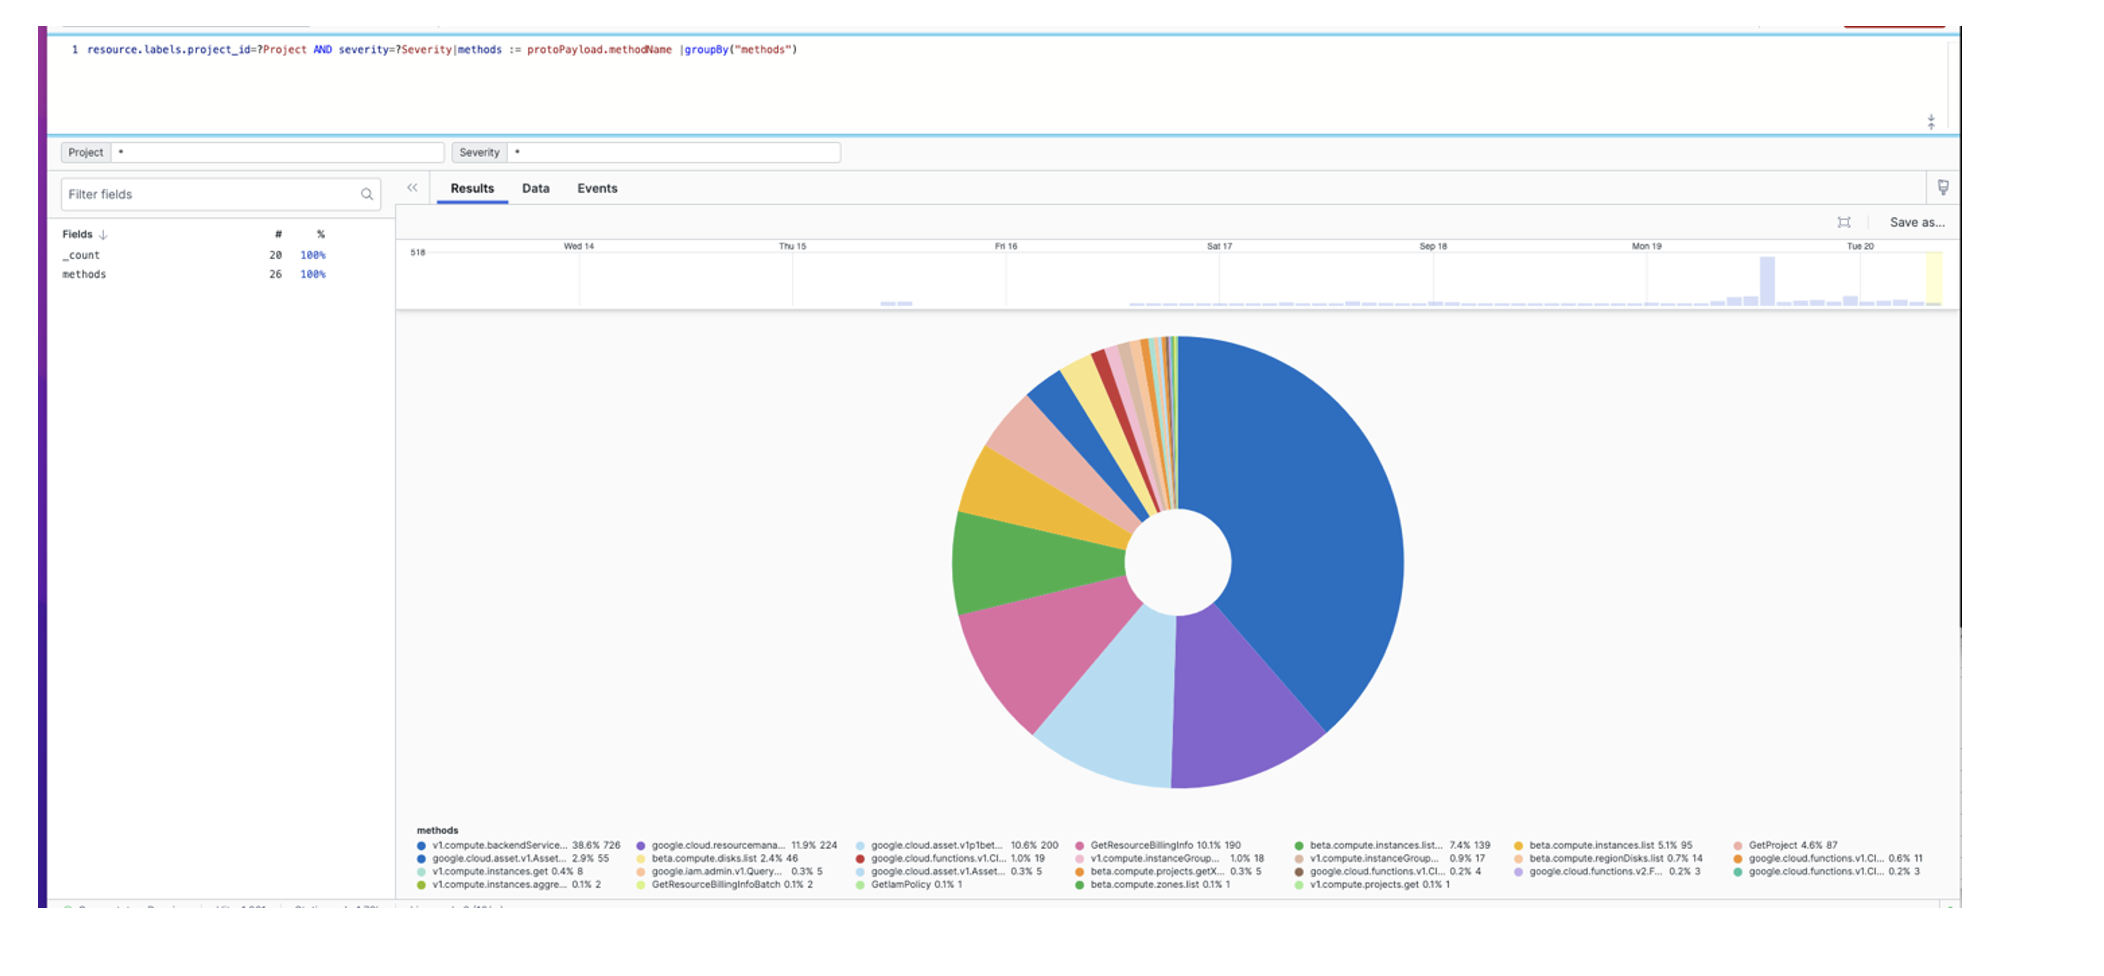 1 resource.labels.project_id=?Project AND severity=?Severity|methods := protoPayload.methodName |groupBy("methods")
Project *
Severity *
Filter fields
Results Data Events
Save as...
Fields # %
_count 20 100%
methods 26 100%
518
Wed 14 Thu 15 Fri 16 Sat 17 Sep 18 Mon 19 Tue 20
methods
v1.compute.backendService... 38.6% 726 google.cloud.resourcemana... 11.9% 224 google.cloud.asset.v1p1bet... 10.6% 200 GetResourceBillingInfo 10.1% 190 beta.compute.instances.list... 7.4% 139 beta.compute.instances.list 5.1% 95 GetProject 4.6% 87
google.cloud.asset.v1.Asset... 2.9% 55 beta.compute.disks.list 2.4% 46 google.cloud.functions.v1.Cl... 1.0% 19 v1.compute.instanceGroup... 1.0% 18 v1.compute.instanceGroup... 0.9% 17 beta.compute.regionDisks.list 0.7% 14 google.cloud.functions.v1.Cl... 0.6% 11
v1.compute.instances.get 0.4% 8 google.iam.admin.v1.Query... 0.3% 5 google.cloud.asset.v1.Asset... 0.3% 5 beta.compute.projects.getX... 0.3% 5 google.cloud.functions.v1.Cl... 0.2% 4 google.cloud.functions.v2.F... 0.2% 3 google.cloud.functions.v1.Cl... 0.2% 3
v1.compute.instances.aggre... 0.1% 2 GetResourceBillingInfoBatch 0.1% 2 GetIamPolicy 0.1% 1 beta.compute.zones.list 0.1% 1 v1.compute.projects.get 0.1% 1